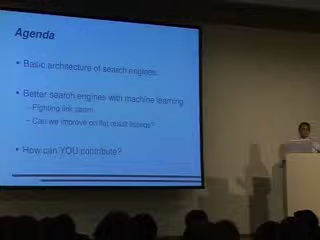 Agenda
• Basic architecture of search engines
• Better search engines with machine learning
– Fighting link spam
– Can we improve on flat result listings?
• How can YOU contribute?